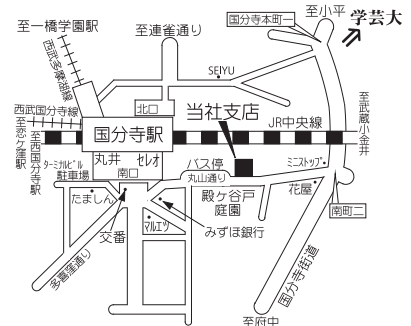 至一橋学園駅
至連雀通り
国分寺本町一
至小平
学芸大
西武多摩湖線
SEIYU
西武国分寺線
北口
当社支店
国分寺駅
JR中央線
至武蔵小金井
至恋ケ窪駅
至西国分寺駅
ターミナルビル
駐車場
丸井
セレオ
南口
バス停
丸山通り
ミニストップ
たましん
殿ヶ谷戸
庭園
花屋
南町二
マルエツ
交番
みずほ銀行
多喜窪通り
国分寺街道
至府中